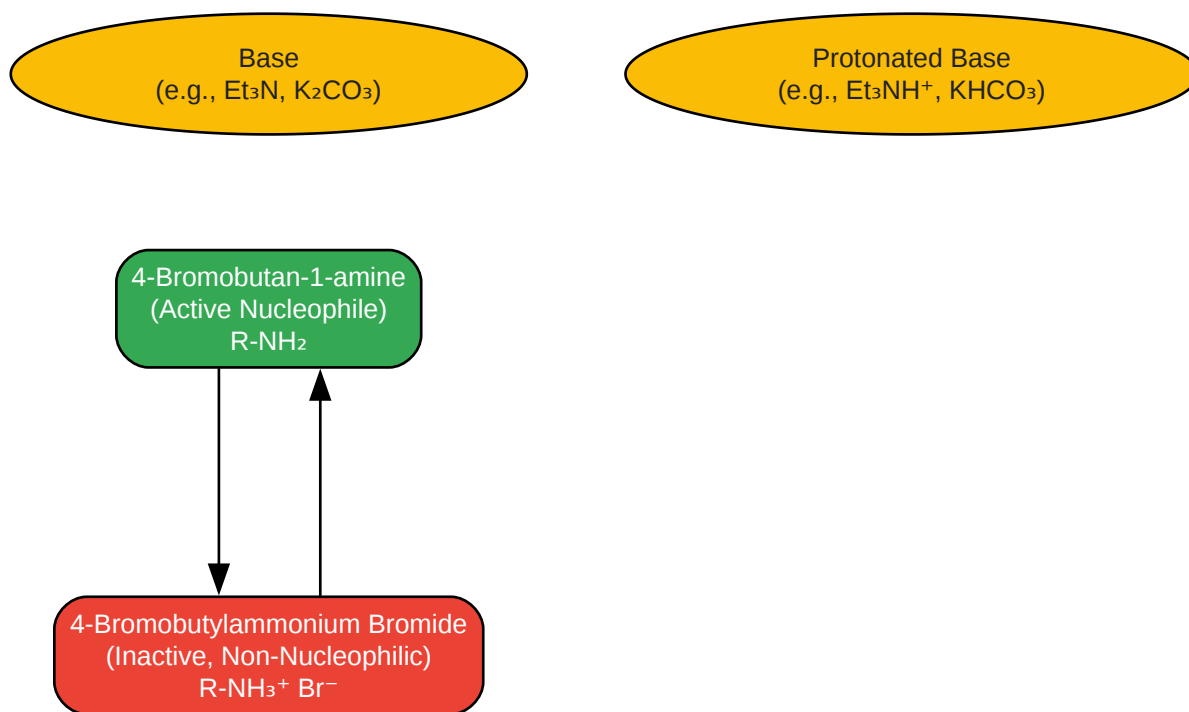 Base
(e.g., Et₃N, K₂CO₃)
Protonated Base
(e.g., Et₃NH⁺, KHCO₃)
4-Bromobutan-1-amine
(Active Nucleophile)
R-NH₂
4-Bromobutylammonium Bromide
(Inactive, Non-Nucleophilic)
R-NH₃⁺ Br⁻